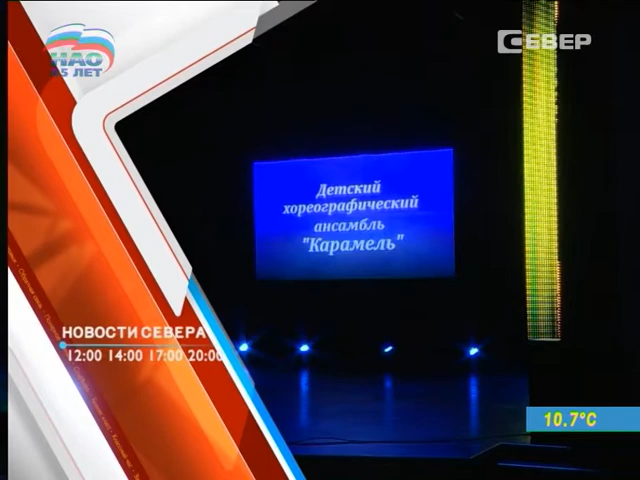 НАО
25 ЛЕТ
СЕВЕР
Детский
хореографический
ансамбль
"Карамель"
НОВОСТИ СЕВЕРА
12:00 14:00 17:00 20:00
10.7°C